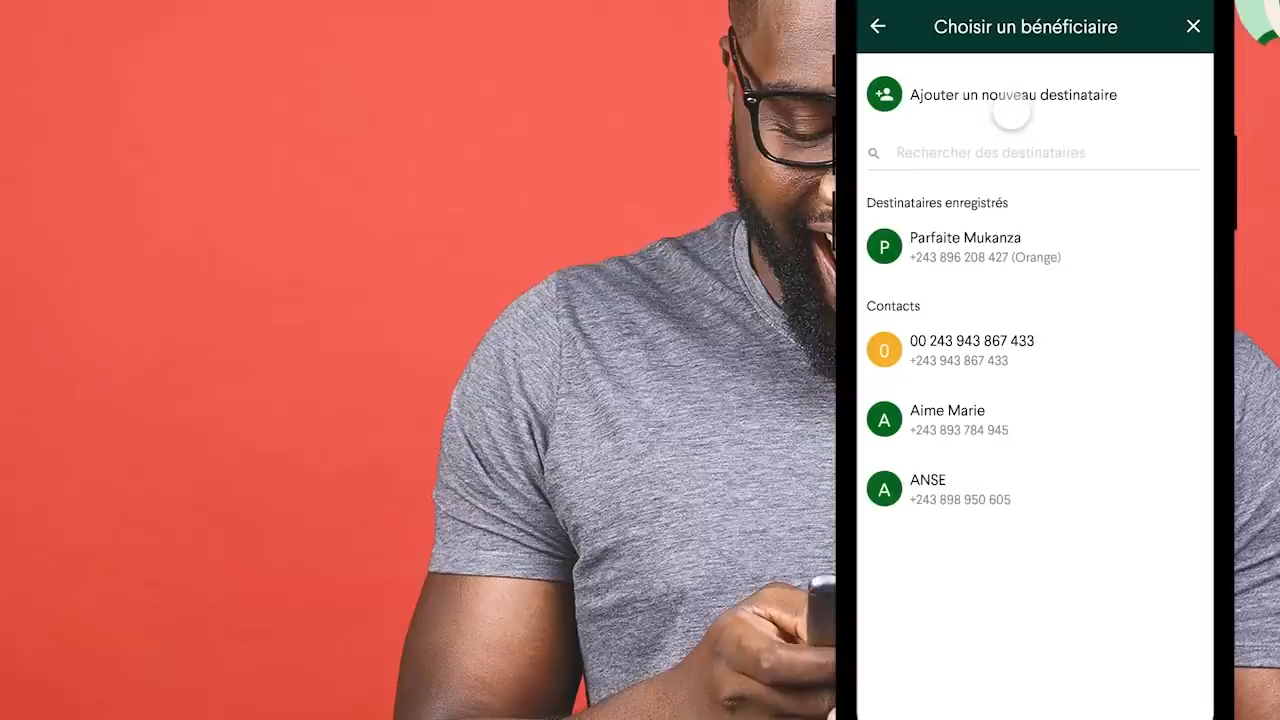 Choisir un bénéficiaire
Ajouter un nouveau destinataire
Rechercher des destinataires
Destinataires enregistrés
P
Parfaite Mukanza
+243 896 208 427 (Orange)
Contacts
0
00 243 943 867 433
+243 943 867 433
A
Aime Marie
+243 893 784 945
A
ANSE
+243 898 950 605